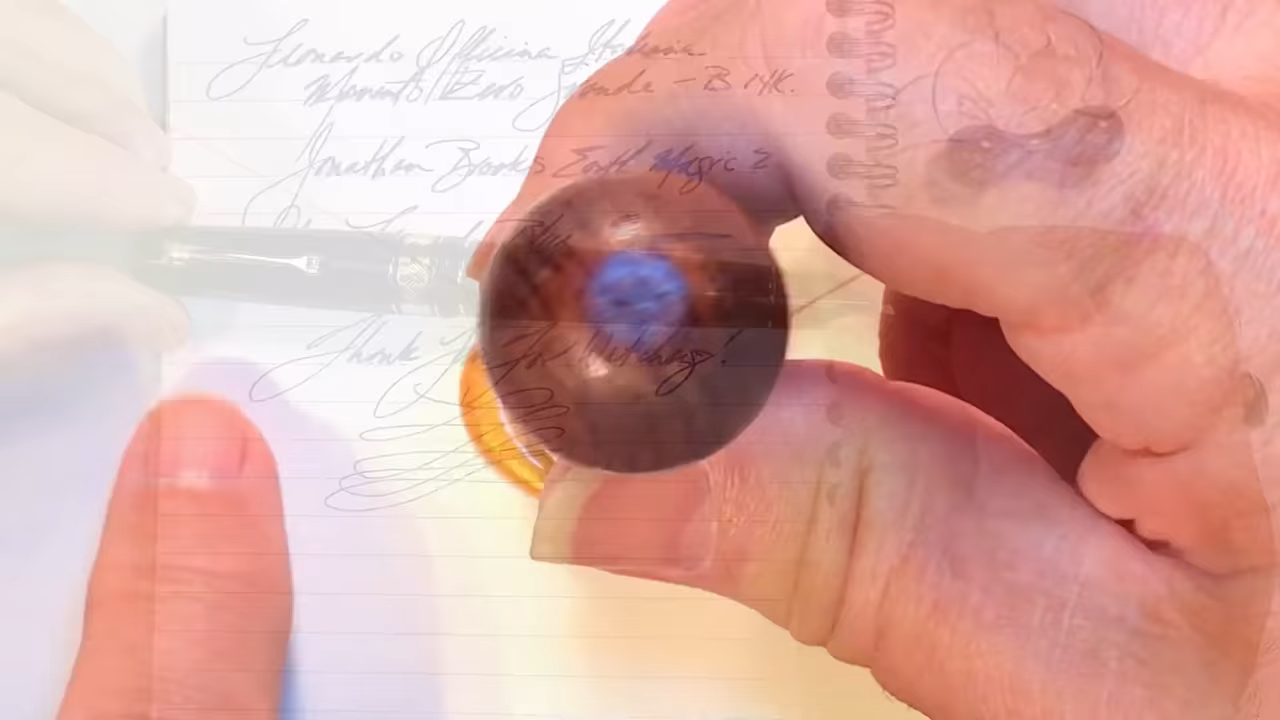 Leonardo Officina Italiana
Momento Zero Grande - B 14K.
Jonathan Brooks Earth Magic 2
Thank You For Watching!